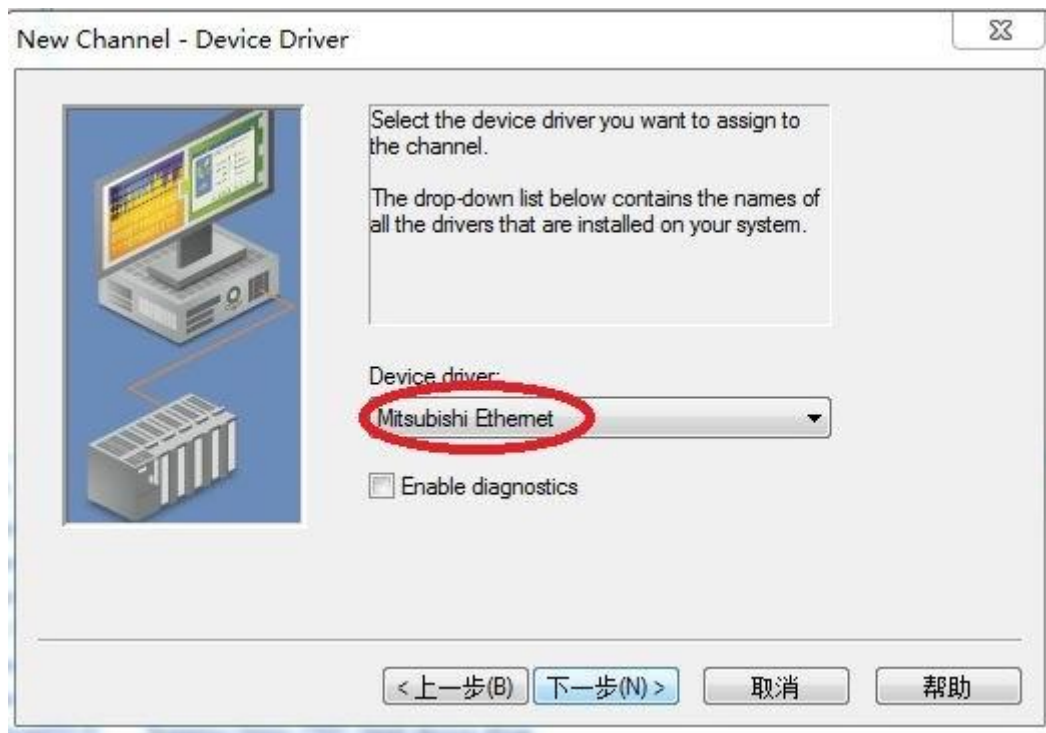 New Channel - Device Driver
Select the device driver you want to assign to
the channel.
The drop-down list below contains the names of
all the drivers that are installed on your system.
Device driver:
Mitsubishi Ethernet
Enable diagnostics
< 上一步(B)
下一步(N) >
取消
帮助